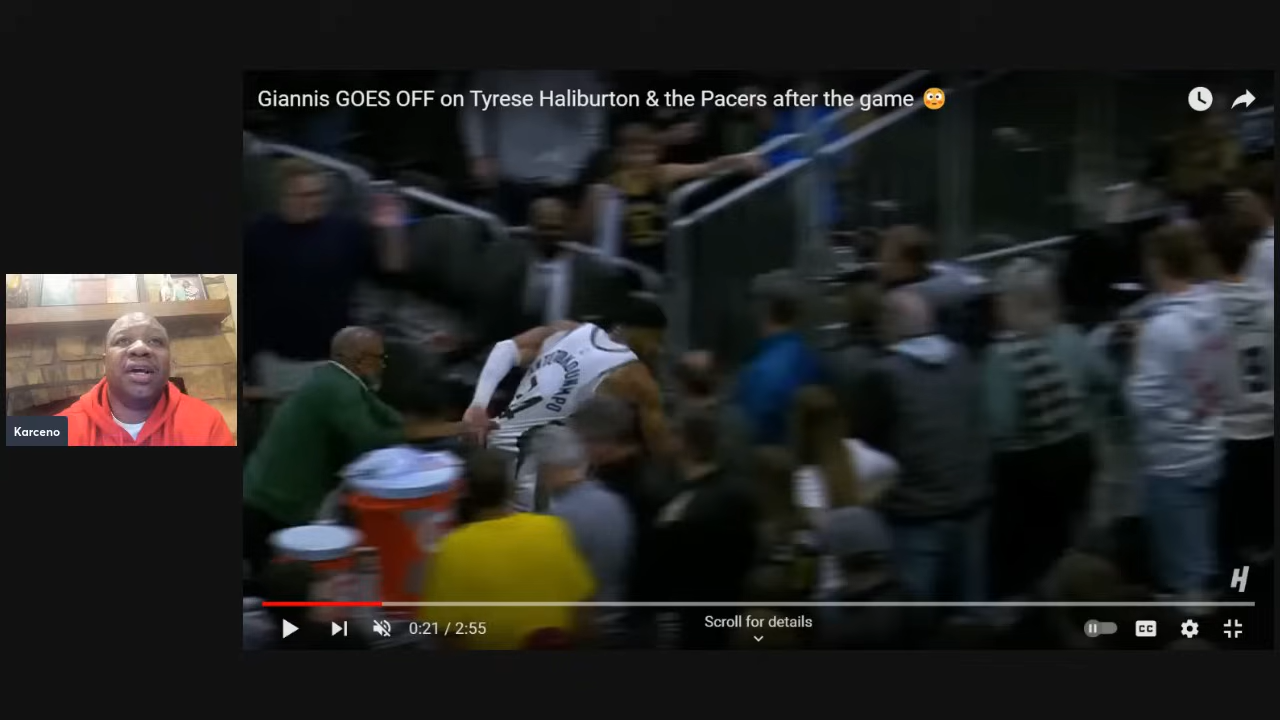 Giannis GOES OFF on Tyrese Haliburton & the Pacers after the game
Karceno
0:21 / 2:55
Scroll for details
CC
H